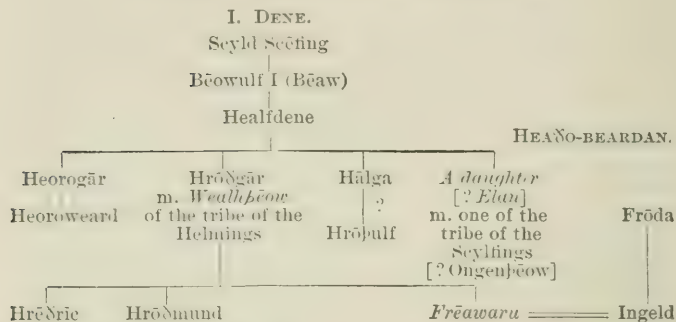 I. DENE.
Scyld Scēfing
Bēowulf I (Bēaw)
Healfdene
HEAÐO-BEARDAN.
Heorogār Hrōðgār Hālga A daughter
m. Wealhþēow ? [? Elan]
Heoroweard of the tribe of the m. one of the Frōda
Helmings Hrōþulf tribe of the
Scylfings
[? Ongenþēow]
Hrēðrīc Hrōðmund Frēawaru Ingeld